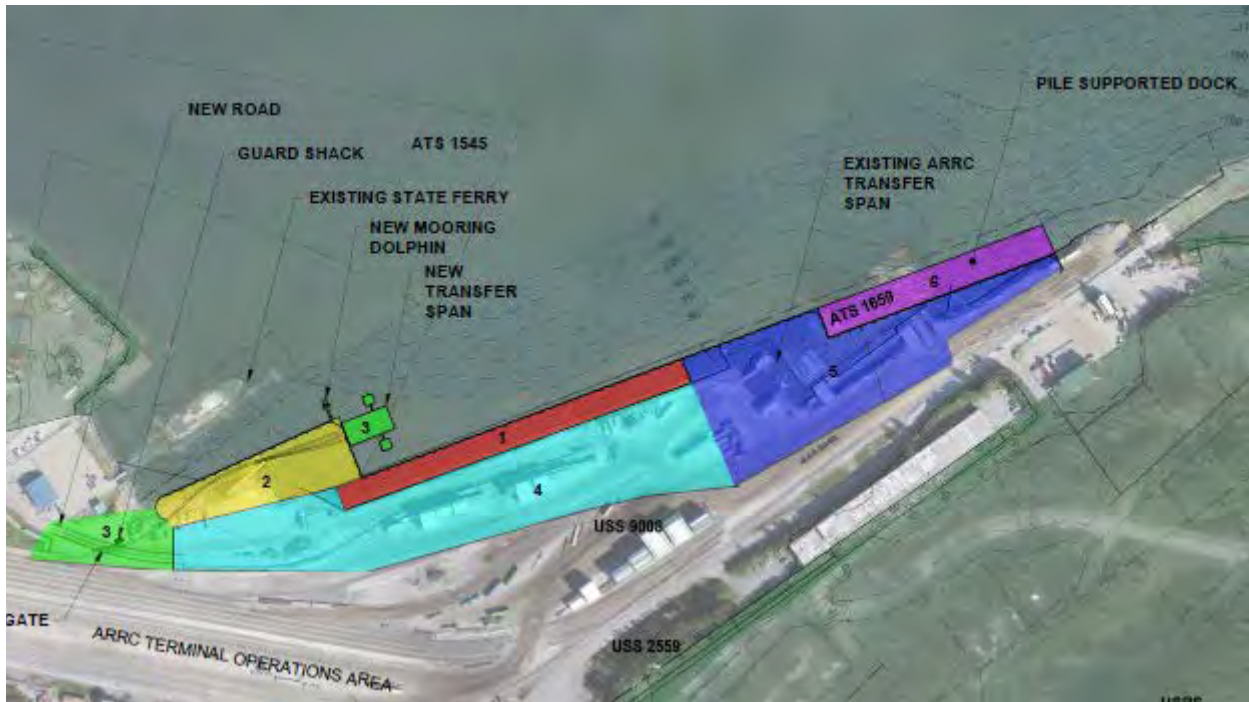 PILE SUPPORTED DOCK
NEW ROAD
ATS 1545
GUARD SHACK
EXISTING ARRC
TRANSFER
SPAN
EXISTING STATE FERRY
NEW MOORING
DOLPHIN
NEW
TRANSFER
SPAN
6
ATS 1659
5
3
1
2
4
3
USS 9008
GATE
ARRC TERMINAL OPERATIONS AREA
USS 2559